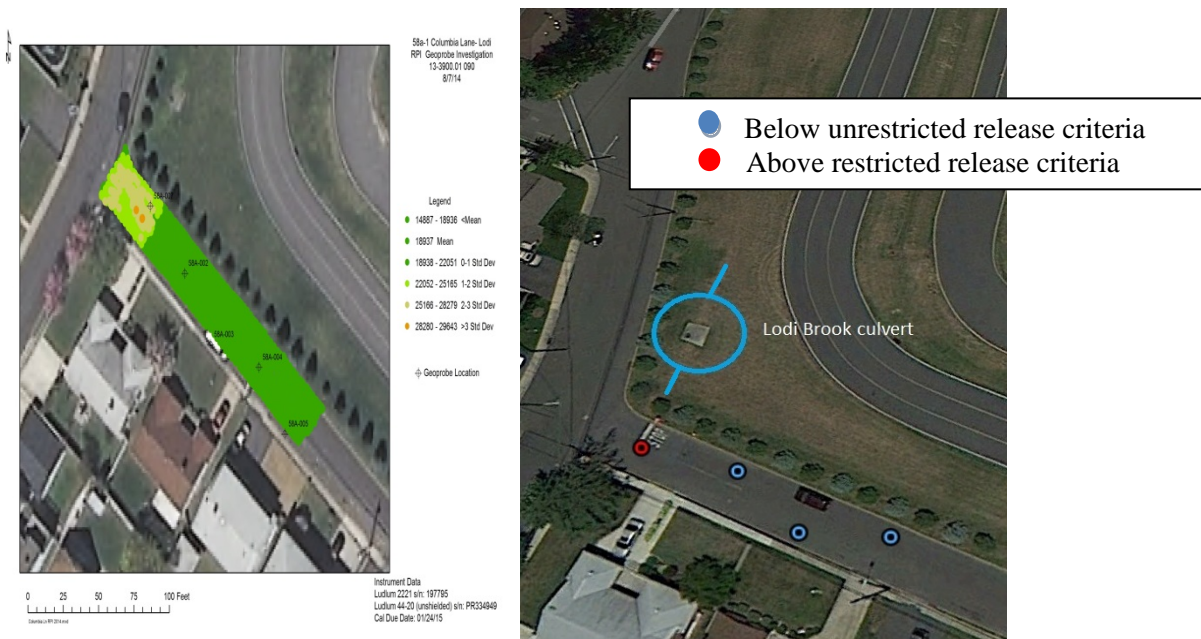 58a-1 Columbia Lane- Lodi
RPI Geoprobe Investigation
13-3900.01 090
8/7/14
Legend
14887 - 18936 <Mean
18937 Mean
18938 - 22051 0-1 Std Dev
22052 - 25165 1-2 Std Dev
25166 - 28279 2-3 Std Dev
28280 - 29643 >3 Std Dev
Geoprobe Location
58A-002
58A-003
58A-004
58A-005
0 25 50 75 100 Feet
Instrument Data
Ludlum 2221 s/n: 197795
Ludlum 44-20 (unshielded) s/n: PR334949
Cal Due Date: 01/24/15
Below unrestricted release criteria
Above restricted release criteria
Lodi Brook culvert
STOP